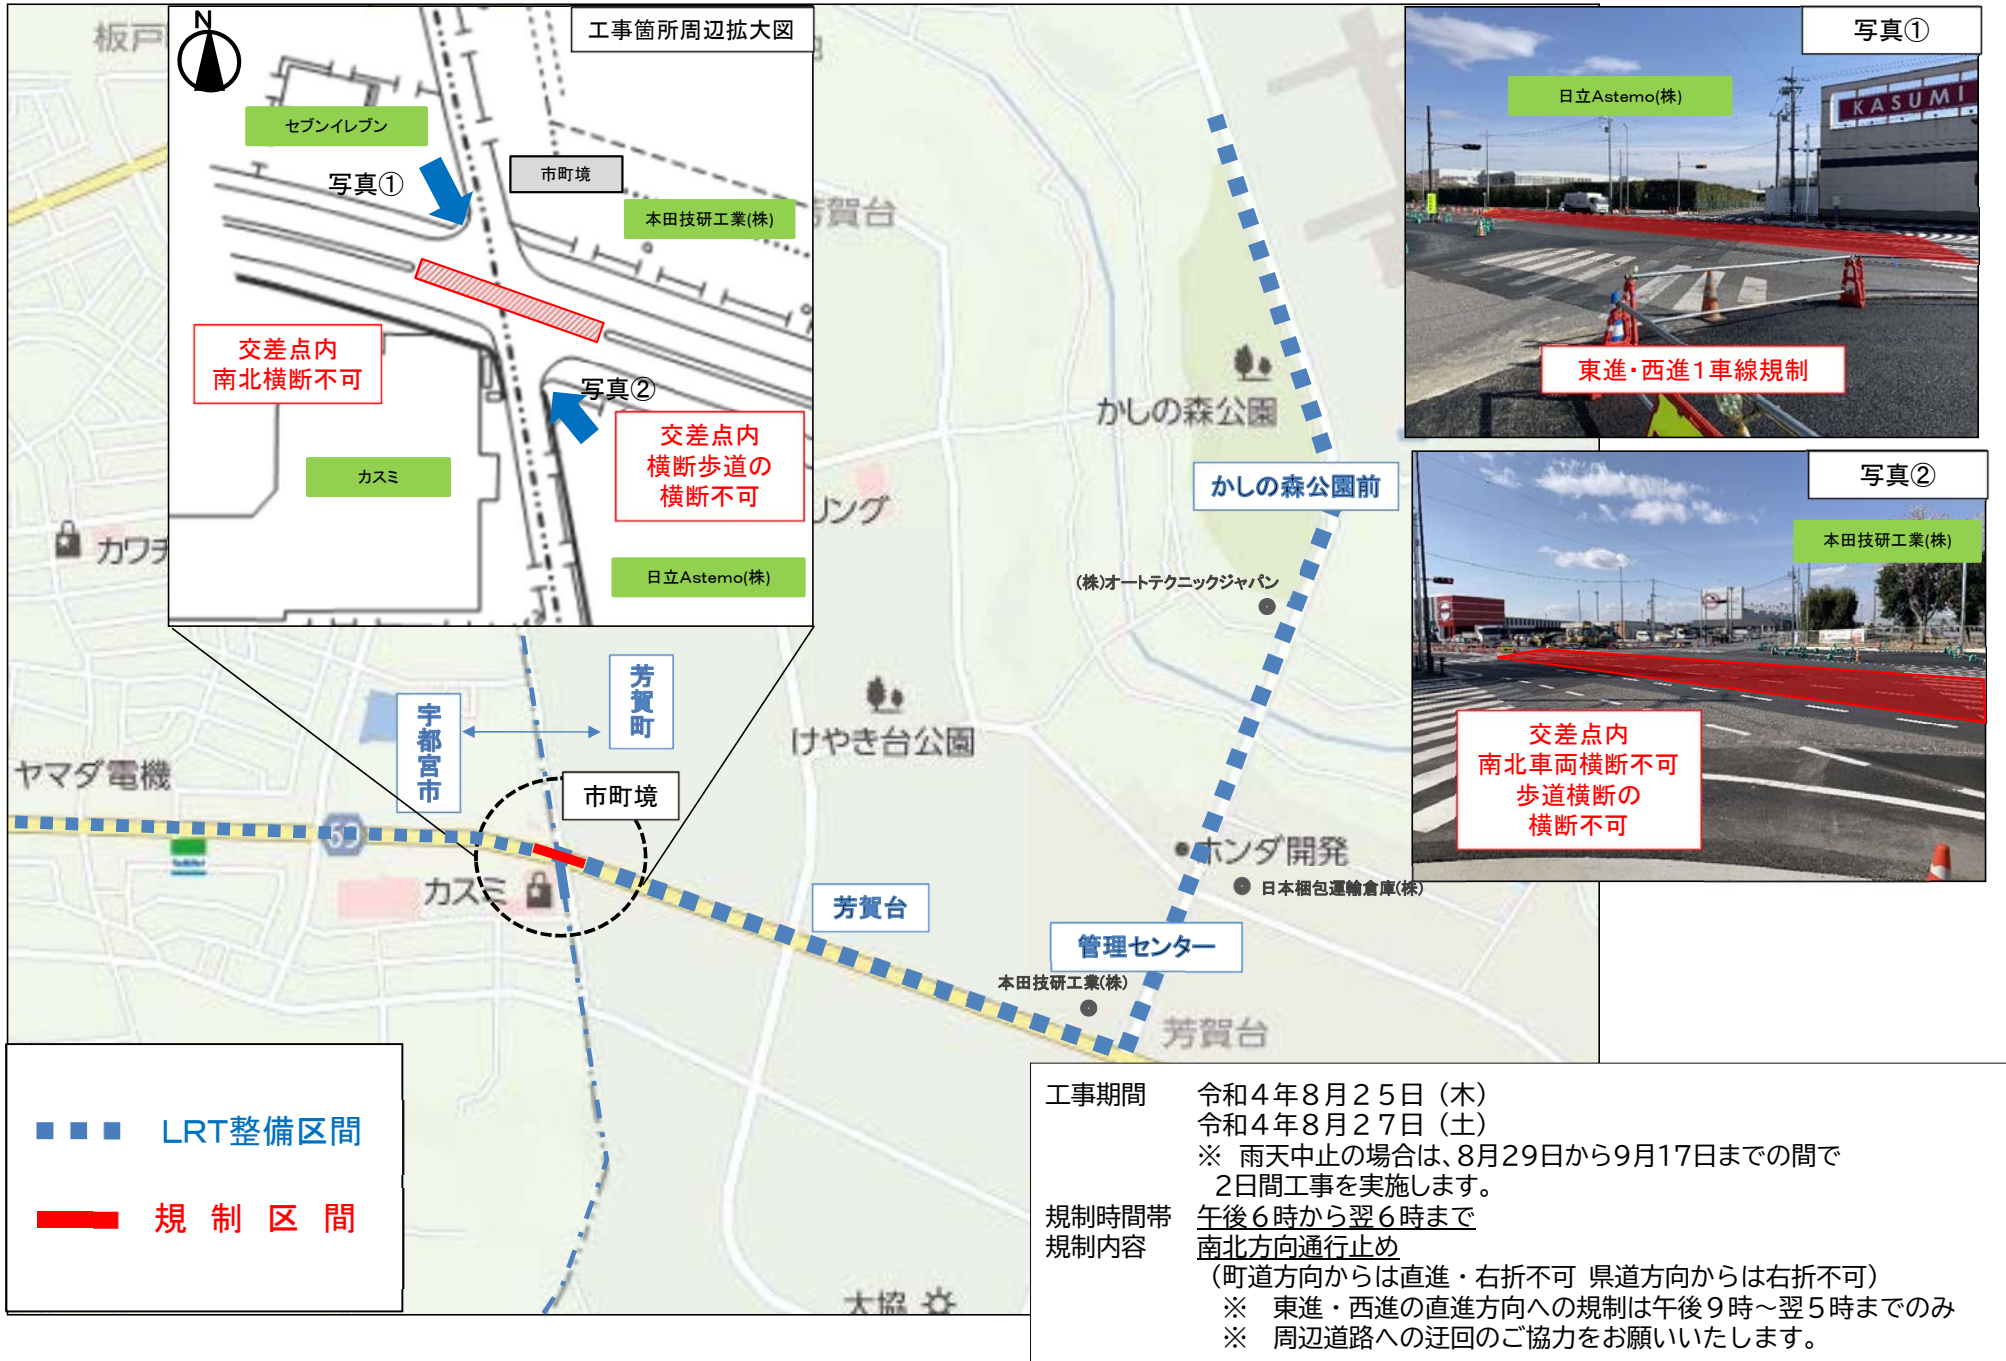 板戸
N
工事箇所周辺拡大図
セブンイレブン
写真①
市町境
本田技研工業(株)
交差点内
南北横断不可
写真②
交差点内
横断歩道の
横断不可
カスミ
日立Astemo(株)
写真①
日立Astemo(株)
KASUMI
東進・西進1車線規制
写真②
本田技研工業(株)
交差点内
南北車両横断不可
歩道横断の
横断不可
芳賀台
かしの森公園
かしの森公園前
リング
カワチ
(株)オートテクニックジャパン
けやき台公園
芳賀町
宇都宮市
市町境
ヤマダ電機
69
カスミ
ホンダ開発
日本梱包運輸倉庫(株)
芳賀台
管理センター
本田技研工業(株)
芳賀台
大協
LRT整備区間
規制区間
工事期間 令和4年8月25日（木）
令和4年8月27日（土）
※ 雨天中止の場合は、8月29日から9月17日までの間で
2日間工事を実施します。
規制時間帯 午後6時から翌6時まで
規制内容 南北方向通行止め
（町道方向からは直進・右折不可 県道方向からは右折不可）
※ 東進・西進の直進方向への規制は午後9時～翌5時までのみ
※ 周辺道路への迂回のご協力をお願いいたします。